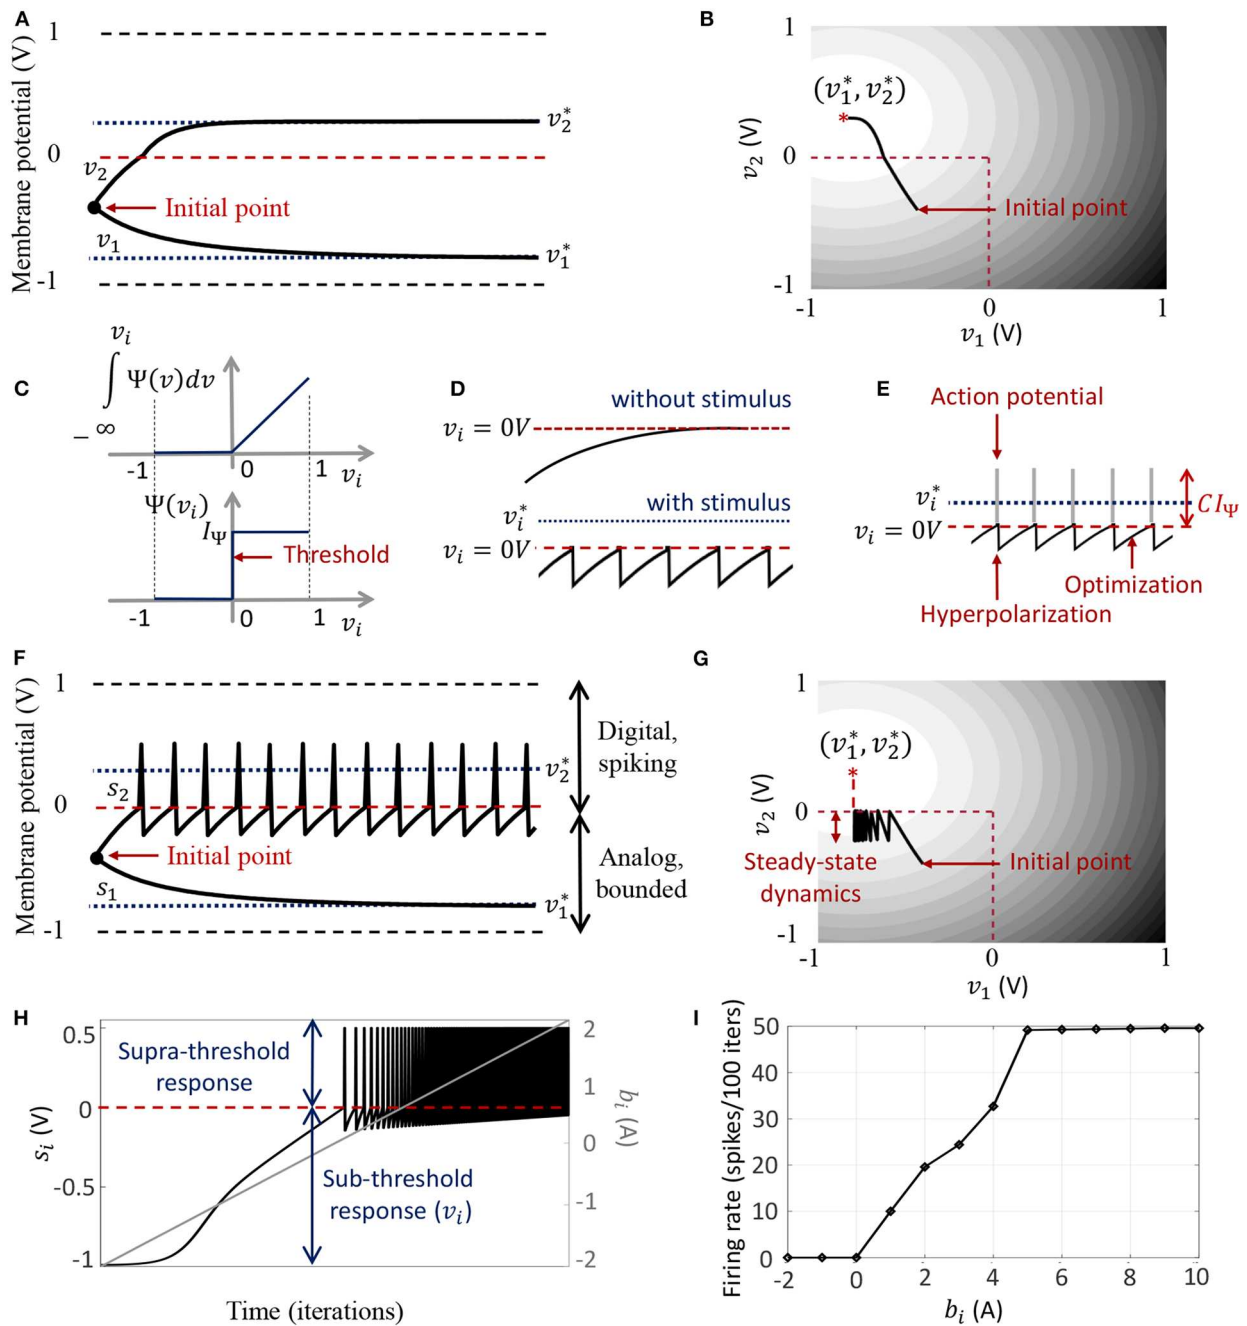 A
Membrane potential (V)
1
0
-1
v₂
v₁
Initial point
v₂*
v₁*
B
1
0
-1
v₂ (V)
(v₁*, v₂*)
Initial point
-1
0
1
v₁ (V)
C
vᵢ
∫ Ψ(v)dv
− ∞
-1
0
1
vᵢ
Ψ(vᵢ)
I_Ψ
Threshold
-1
0
1
vᵢ
D
without stimulus
vᵢ = 0V
with stimulus
vᵢ*
vᵢ = 0V
E
Action potential
vᵢ*
CI_Ψ
vᵢ = 0V
Optimization
Hyperpolarization
F
Membrane potential (V)
1
0
-1
s₂
s₁
Initial point
v₂*
v₁*
Digital,
spiking
Analog,
bounded
G
1
0
-1
v₂ (V)
(v₁*, v₂*)
Steady-state
dynamics
Initial point
-1
0
1
v₁ (V)
H
0.5
0
-0.5
-1
sᵢ (V)
Supra-threshold
response
Sub-threshold
response (vᵢ)
2
1
0
-1
-2
bᵢ (A)
Time (iterations)
I
Firing rate (spikes/100 iters)
50
40
30
20
10
0
-2
0
2
4
6
8
10
bᵢ (A)